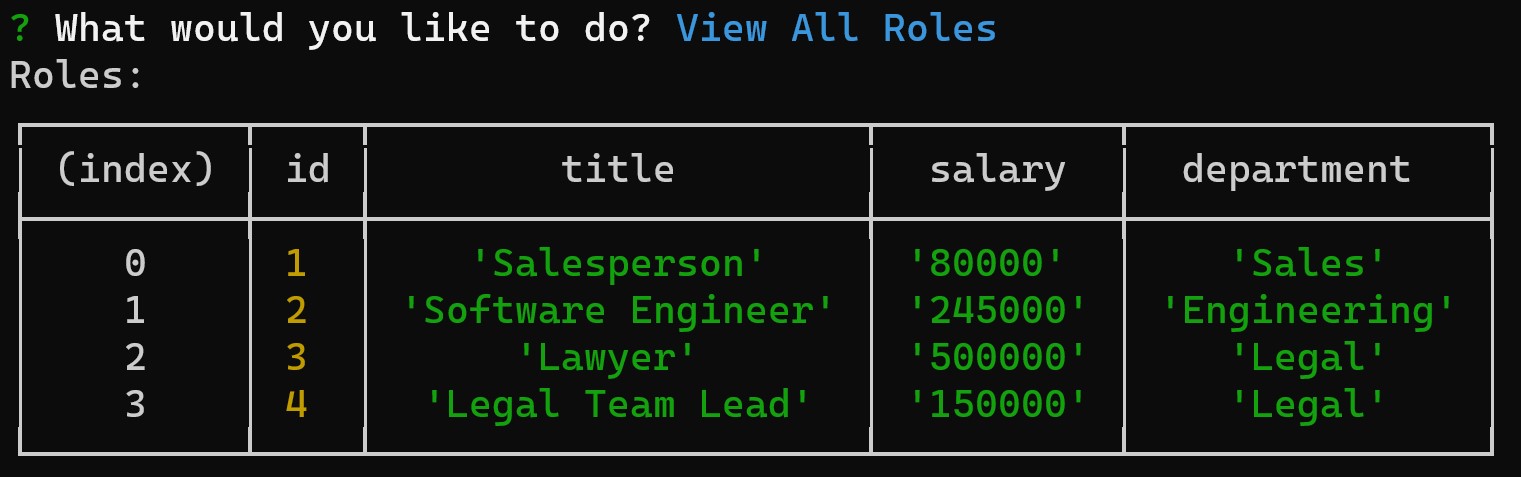 ? What would you like to do? View All Roles
Roles:
(index) id title salary department
0 1 'Salesperson' '80000' 'Sales'
1 2 'Software Engineer' '245000' 'Engineering'
2 3 'Lawyer' '500000' 'Legal'
3 4 'Legal Team Lead' '150000' 'Legal'